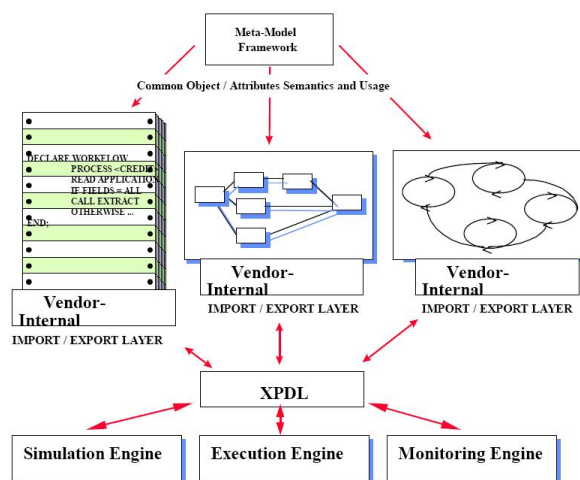 Meta-Model
Framework
Common Object / Attributes Semantics and Usage
DECLARE WORKFLOW
PROCESS <CREDIT>
READ APPLICATION
IF FIELDS = ALL
CALL EXTRACT
OTHERWISE ...
END;
Vendor-
Internal
IMPORT / EXPORT LAYER
Vendor-
Internal
IMPORT / EXPORT LAYER
Vendor-
Internal
IMPORT / EXPORT LAYER
XPDL
Simulation Engine
Execution Engine
Monitoring Engine